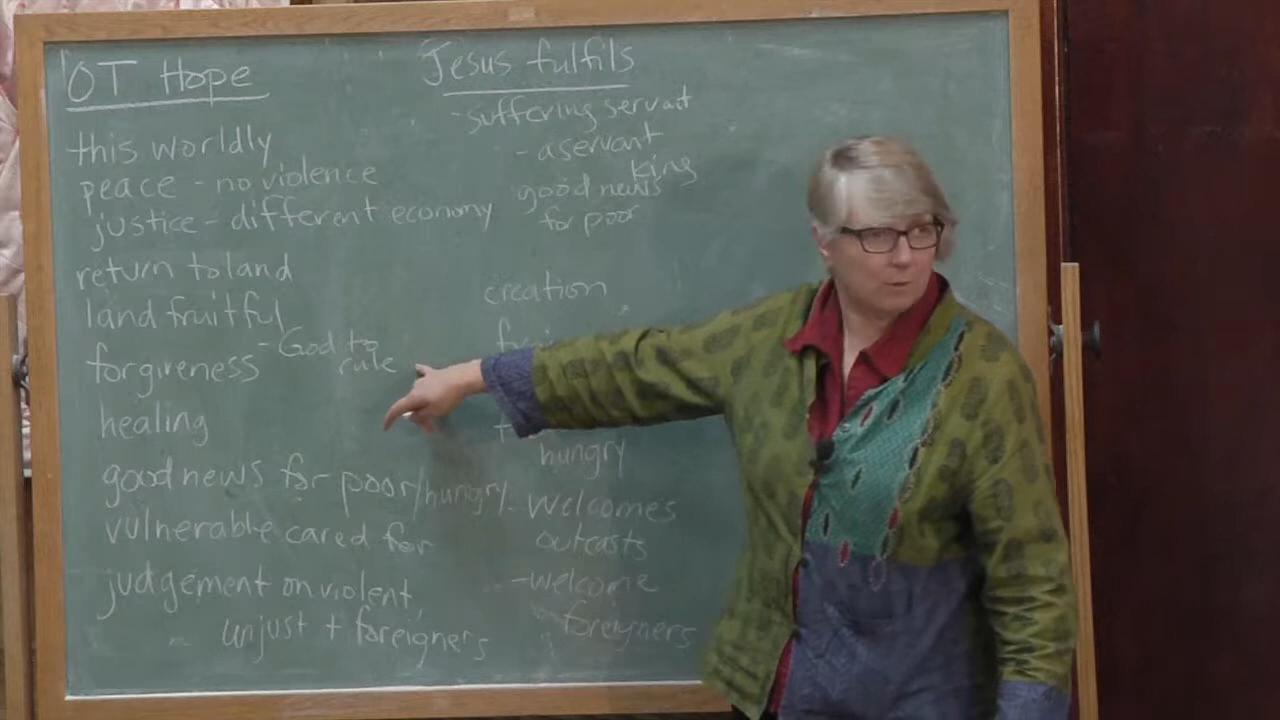 OT Hope
this worldly
peace - no violence
justice - different economy
return to land
land fruitful
forgiveness - God to
rule
healing
good news for poor/hungry
vulnerable cared for
judgement on violent,
unjust + foreigners
Jesus fulfils
- suffering servant
- a servant
king
good news
for poor
creation
hungry
- welcomes
outcasts
- welcome
foreigners